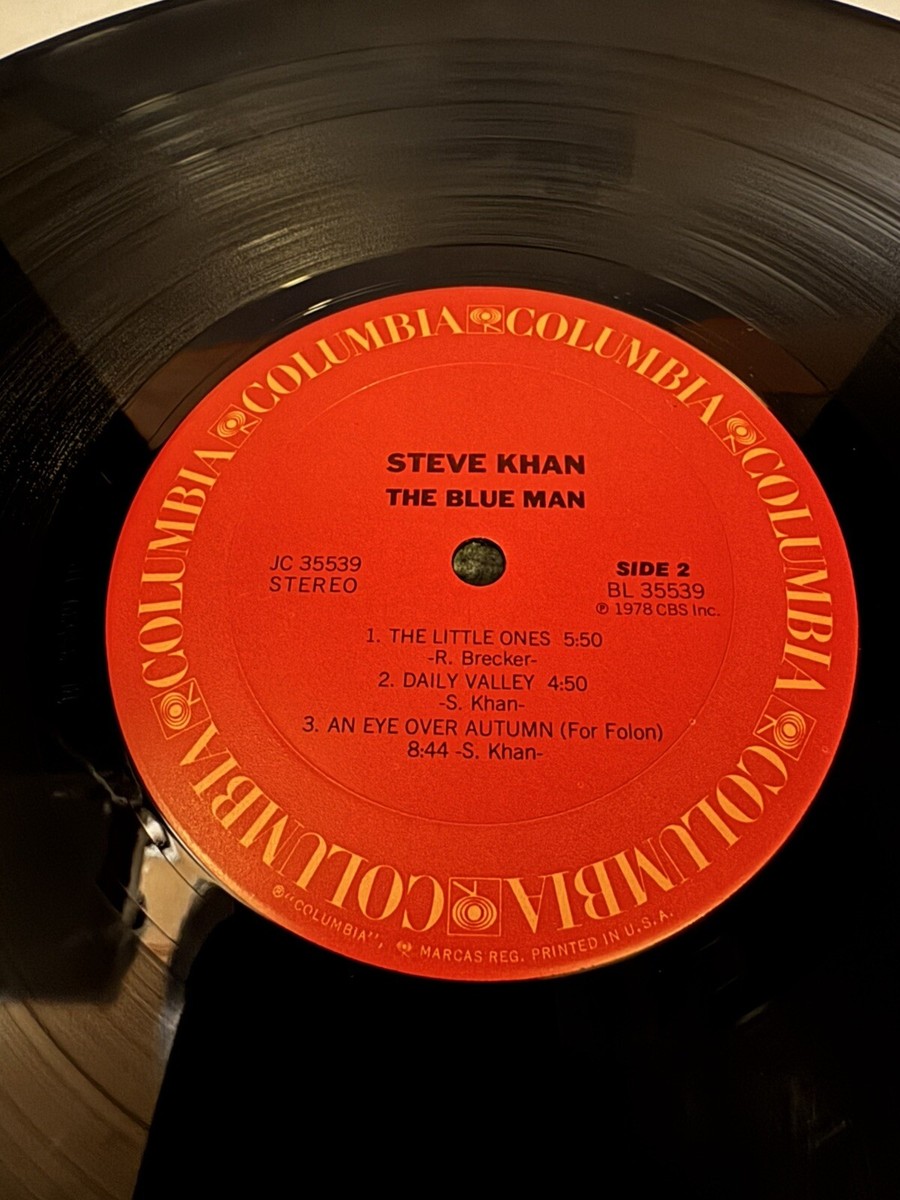 COLUMBIA COLUMBIA COLUMBIA COLUMBIA COLUMBIA COLUMBIA COLUMBIA
STEVE KHAN
THE BLUE MAN
JC 35539
STEREO
SIDE 2
BL 35539
℗ 1978 CBS Inc.
1. THE LITTLE ONES 5:50
-R. Brecker-
2. DAILY VALLEY 4:50
-S. Khan-
3. AN EYE OVER AUTUMN (For Folon)
8:44 -S. Khan-
® "COLUMBIA", MARCAS REG. PRINTED IN U.S.A.